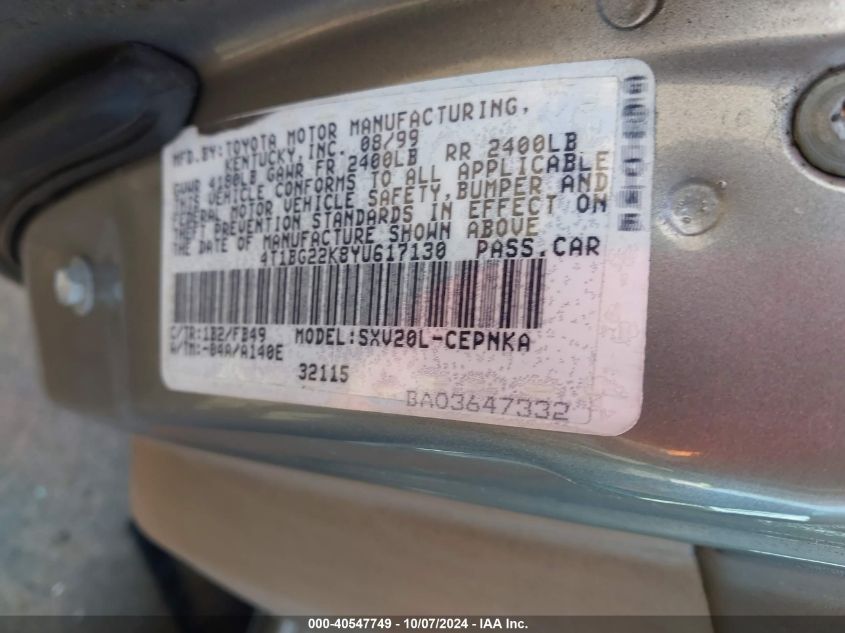 MFD.BY:TOYOTA MOTOR MANUFACTURING,
KENTUCKY,INC. 08/99
GVWR 4190LB GAWR FR 2400LB RR 2400LB
THIS VEHICLE CONFORMS TO ALL APPLICABLE
FEDERAL MOTOR VEHICLE SAFETY,BUMPER AND
THEFT PREVENTION STANDARDS IN EFFECT ON
THE DATE OF MANUFACTURE SHOWN ABOVE
4T1BG22K8YU617130 PASS.CAR
C/TR:1B2/FB49 MODEL:SXV20L-CEPNKA
A/TM:-04A/A140E
32115
BA03647332
000-40547749 - 10/07/2024 - IAA Inc.